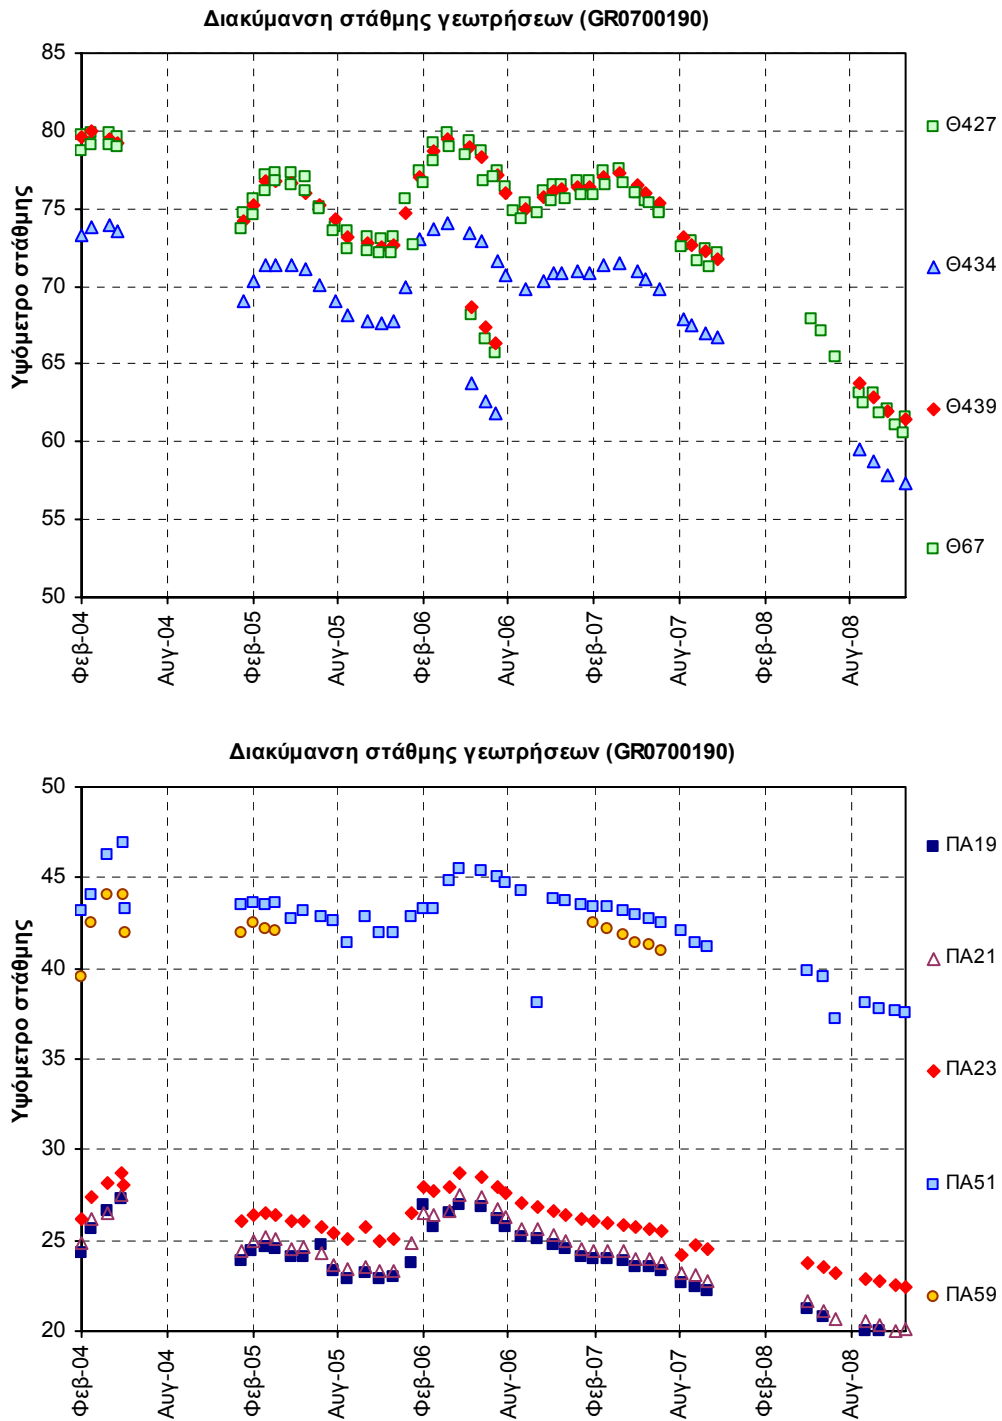 Διακύμανση στάθμης γεωτρήσεων (GR0700190)
Υψόμετρο στάθμης
85
80
75
70
65
60
55
50
Φεβ-04
Αυγ-04
Φεβ-05
Αυγ-05
Φεβ-06
Αυγ-06
Φεβ-07
Αυγ-07
Φεβ-08
Αυγ-08
Θ427
Θ434
Θ439
Θ67
Διακύμανση στάθμης γεωτρήσεων (GR0700190)
Υψόμετρο στάθμης
50
45
40
35
30
25
20
Φεβ-04
Αυγ-04
Φεβ-05
Αυγ-05
Φεβ-06
Αυγ-06
Φεβ-07
Αυγ-07
Φεβ-08
Αυγ-08
ΠΑ19
ΠΑ21
ΠΑ23
ΠΑ51
ΠΑ59